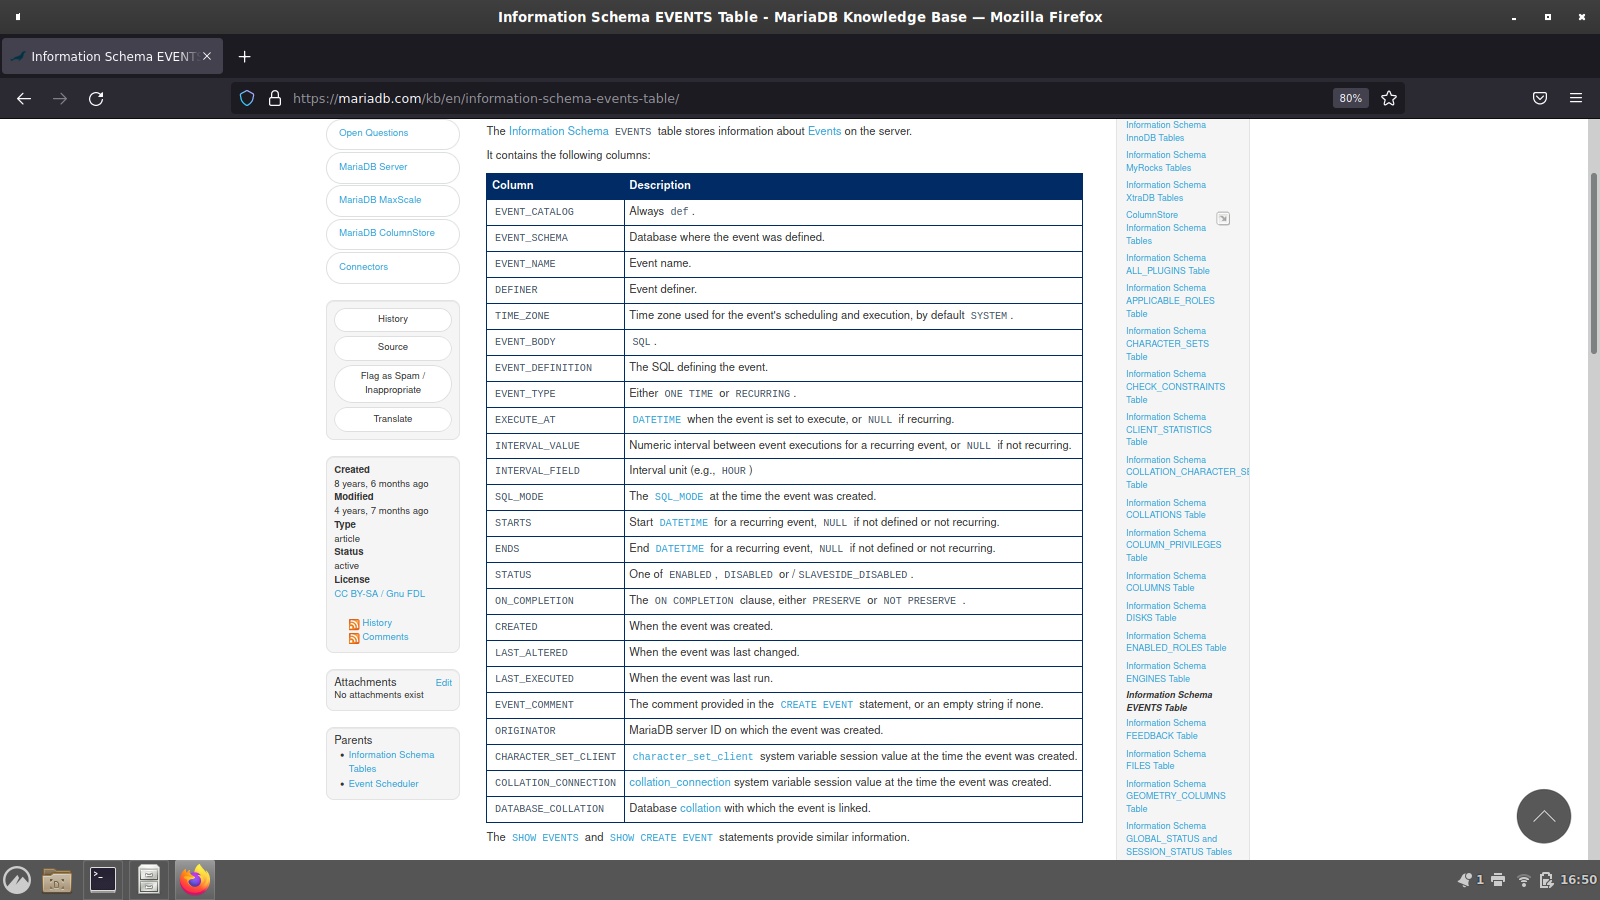 Information Schema EVENTS Table - MariaDB Knowledge Base — Mozilla Firefox
Information Schema EVENT
https://mariadb.com/kb/en/information-schema-events-table/
80%
Open Questions
MariaDB Server
MariaDB MaxScale
MariaDB ColumnStore
Connectors
History
Source
Flag as Spam /
Inappropriate
Translate
Created
8 years, 6 months ago
Modified
4 years, 7 months ago
Type
article
Status
active
License
CC BY-SA / Gnu FDL
History
Comments
Attachments Edit
No attachments exist
Parents
• Information Schema
Tables
• Event Scheduler
The Information Schema EVENTS table stores information about Events on the server.
It contains the following columns:
Column Description
EVENT_CATALOG Always def .
EVENT_SCHEMA Database where the event was defined.
EVENT_NAME Event name.
DEFINER Event definer.
TIME_ZONE Time zone used for the event's scheduling and execution, by default SYSTEM .
EVENT_BODY SQL .
EVENT_DEFINITION The SQL defining the event.
EVENT_TYPE Either ONE TIME or RECURRING .
EXECUTE_AT DATETIME when the event is set to execute, or NULL if recurring.
INTERVAL_VALUE Numeric interval between event executions for a recurring event, or NULL if not recurring.
INTERVAL_FIELD Interval unit (e.g., HOUR )
SQL_MODE The SQL_MODE at the time the event was created.
STARTS Start DATETIME for a recurring event, NULL if not defined or not recurring.
ENDS End DATETIME for a recurring event, NULL if not defined or not recurring.
STATUS One of ENABLED , DISABLED or / SLAVESIDE_DISABLED .
ON_COMPLETION The ON COMPLETION clause, either PRESERVE or NOT PRESERVE .
CREATED When the event was created.
LAST_ALTERED When the event was last changed.
LAST_EXECUTED When the event was last run.
EVENT_COMMENT The comment provided in the CREATE EVENT statement, or an empty string if none.
ORIGINATOR MariaDB server ID on which the event was created.
CHARACTER_SET_CLIENT character_set_client system variable session value at the time the event was created.
COLLATION_CONNECTION collation_connection system variable session value at the time the event was created.
DATABASE_COLLATION Database collation with which the event is linked.
The SHOW EVENTS and SHOW CREATE EVENT statements provide similar information.
Information Schema
InnoDB Tables
Information Schema
MyRocks Tables
Information Schema
XtraDB Tables
ColumnStore
Information Schema
Tables
Information Schema
ALL_PLUGINS Table
Information Schema
APPLICABLE_ROLES
Table
Information Schema
CHARACTER_SETS
Table
Information Schema
CHECK_CONSTRAINTS
Table
Information Schema
CLIENT_STATISTICS
Table
Information Schema
COLLATION_CHARACTER_SE
Table
Information Schema
COLLATIONS Table
Information Schema
COLUMN_PRIVILEGES
Table
Information Schema
COLUMNS Table
Information Schema
DISKS Table
Information Schema
ENABLED_ROLES Table
Information Schema
ENGINES Table
Information Schema
EVENTS Table
Information Schema
FEEDBACK Table
Information Schema
FILES Table
Information Schema
GEOMETRY_COLUMNS
Table
Information Schema
GLOBAL_STATUS and
SESSION_STATUS Tables
1 16:50